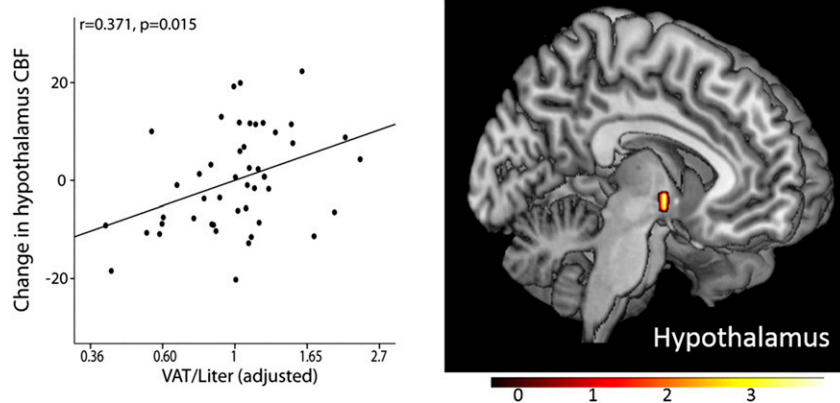 r=0.371, p=0.015
Change in hypothalamus CBF
20
0
-20
0.36 0.60 1 1.65 2.7
VAT/Liter (adjusted)
Hypothalamus
0 1 2 3